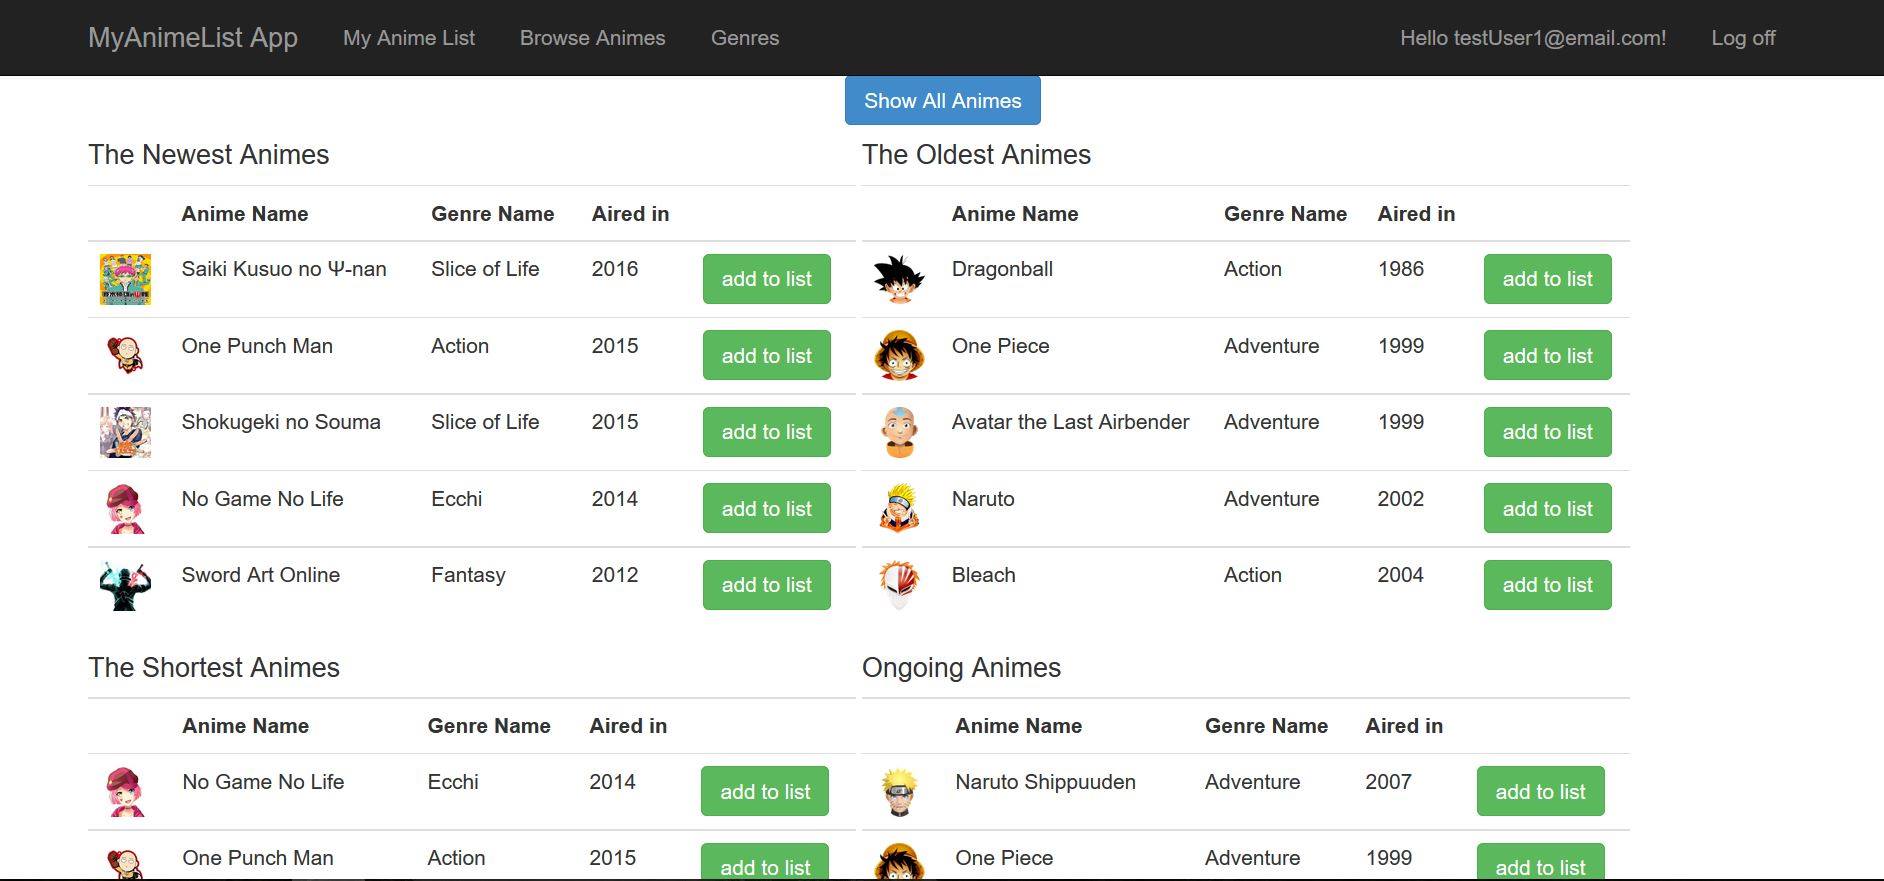 MyAnimeList App My Anime List Browse Animes Genres Hello testUser1@email.com! Log off
Show All Animes
The Newest Animes
Anime Name Genre Name Aired in
Saiki Kusuo no Ψ-nan Slice of Life 2016 add to list
One Punch Man Action 2015 add to list
Shokugeki no Souma Slice of Life 2015 add to list
No Game No Life Ecchi 2014 add to list
Sword Art Online Fantasy 2012 add to list
The Oldest Animes
Anime Name Genre Name Aired in
Dragonball Action 1986 add to list
One Piece Adventure 1999 add to list
Avatar the Last Airbender Adventure 1999 add to list
Naruto Adventure 2002 add to list
Bleach Action 2004 add to list
The Shortest Animes
Anime Name Genre Name Aired in
No Game No Life Ecchi 2014 add to list
One Punch Man Action 2015 add to list
Ongoing Animes
Anime Name Genre Name Aired in
Naruto Shippuuden Adventure 2007 add to list
One Piece Adventure 1999 add to list